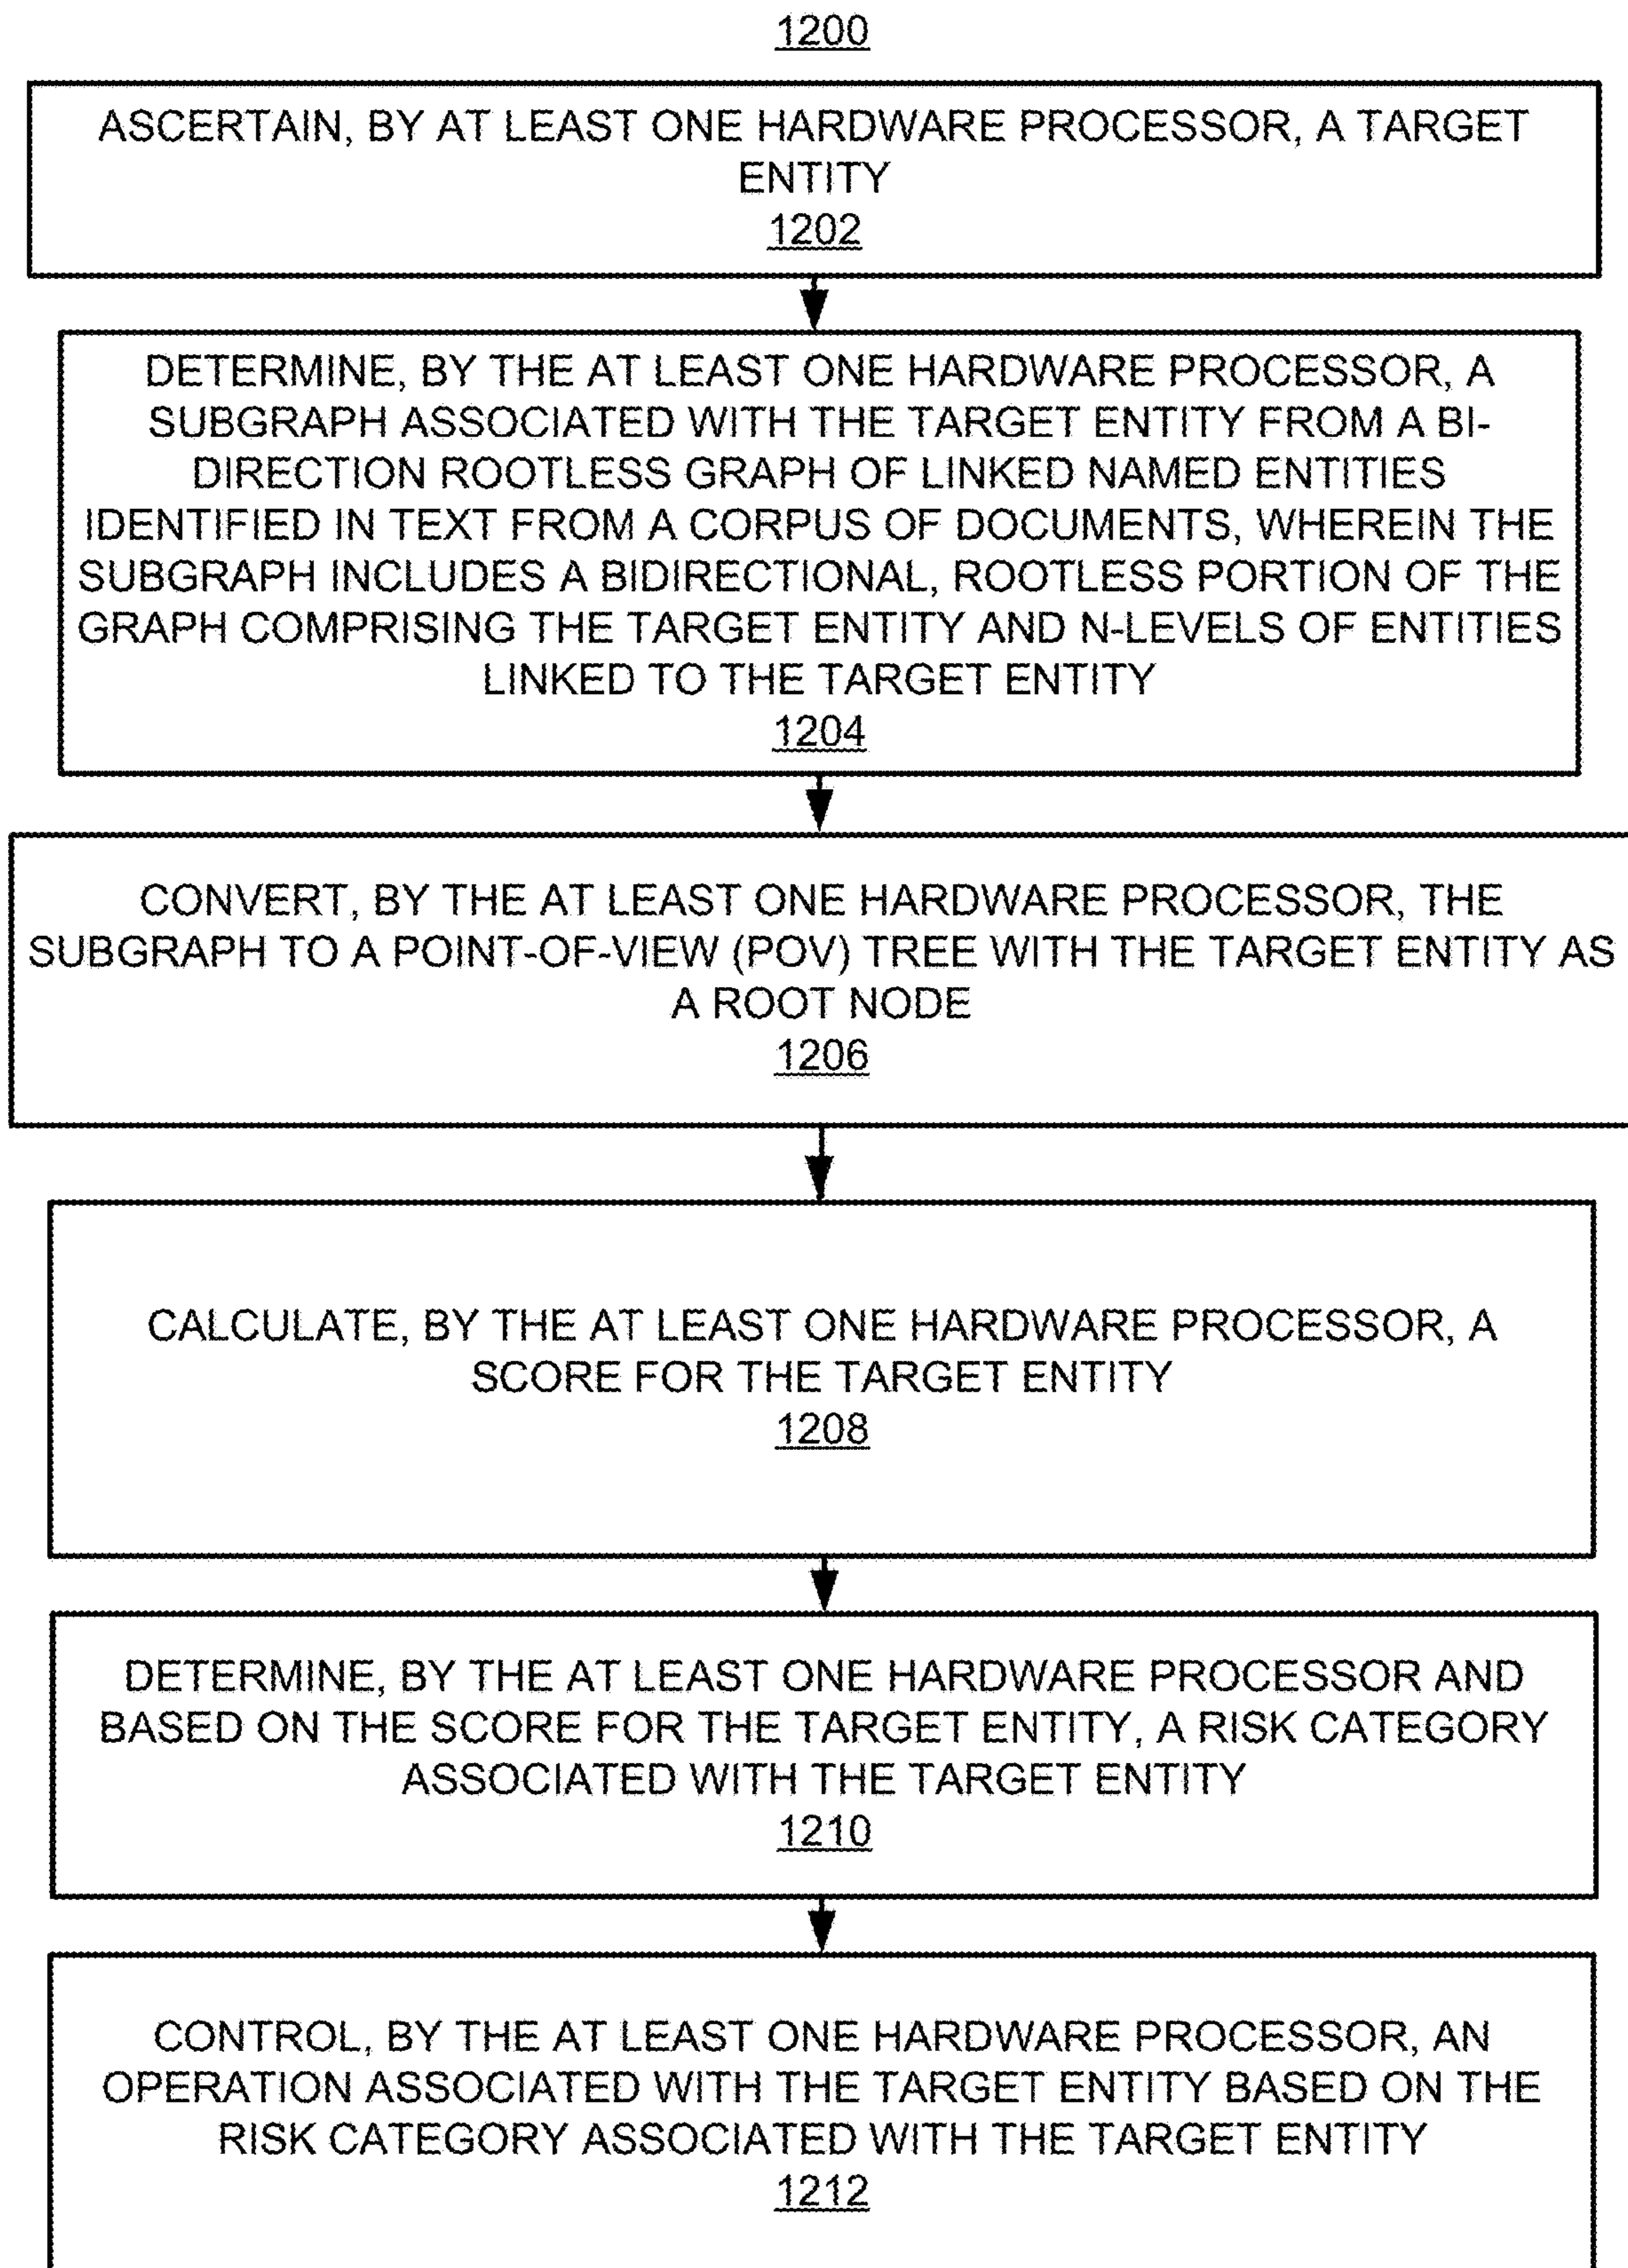 1200
ASCERTAIN, BY AT LEAST ONE HARDWARE PROCESSOR, A TARGET
ENTITY
1202
DETERMINE, BY THE AT LEAST ONE HARDWARE PROCESSOR, A
SUBGRAPH ASSOCIATED WITH THE TARGET ENTITY FROM A BI-
DIRECTION ROOTLESS GRAPH OF LINKED NAMED ENTITIES
IDENTIFIED IN TEXT FROM A CORPUS OF DOCUMENTS, WHEREIN THE
SUBGRAPH INCLUDES A BIDIRECTIONAL, ROOTLESS PORTION OF THE
GRAPH COMPRISING THE TARGET ENTITY AND N-LEVELS OF ENTITIES
LINKED TO THE TARGET ENTITY
1204
CONVERT, BY THE AT LEAST ONE HARDWARE PROCESSOR, THE
SUBGRAPH TO A POINT-OF-VIEW (POV) TREE WITH THE TARGET ENTITY AS
A ROOT NODE
1206
CALCULATE, BY THE AT LEAST ONE HARDWARE PROCESSOR, A
SCORE FOR THE TARGET ENTITY
1208
DETERMINE, BY THE AT LEAST ONE HARDWARE PROCESSOR AND
BASED ON THE SCORE FOR THE TARGET ENTITY, A RISK CATEGORY
ASSOCIATED WITH THE TARGET ENTITY
1210
CONTROL, BY THE AT LEAST ONE HARDWARE PROCESSOR, AN
OPERATION ASSOCIATED WITH THE TARGET ENTITY BASED ON THE
RISK CATEGORY ASSOCIATED WITH THE TARGET ENTITY
1212